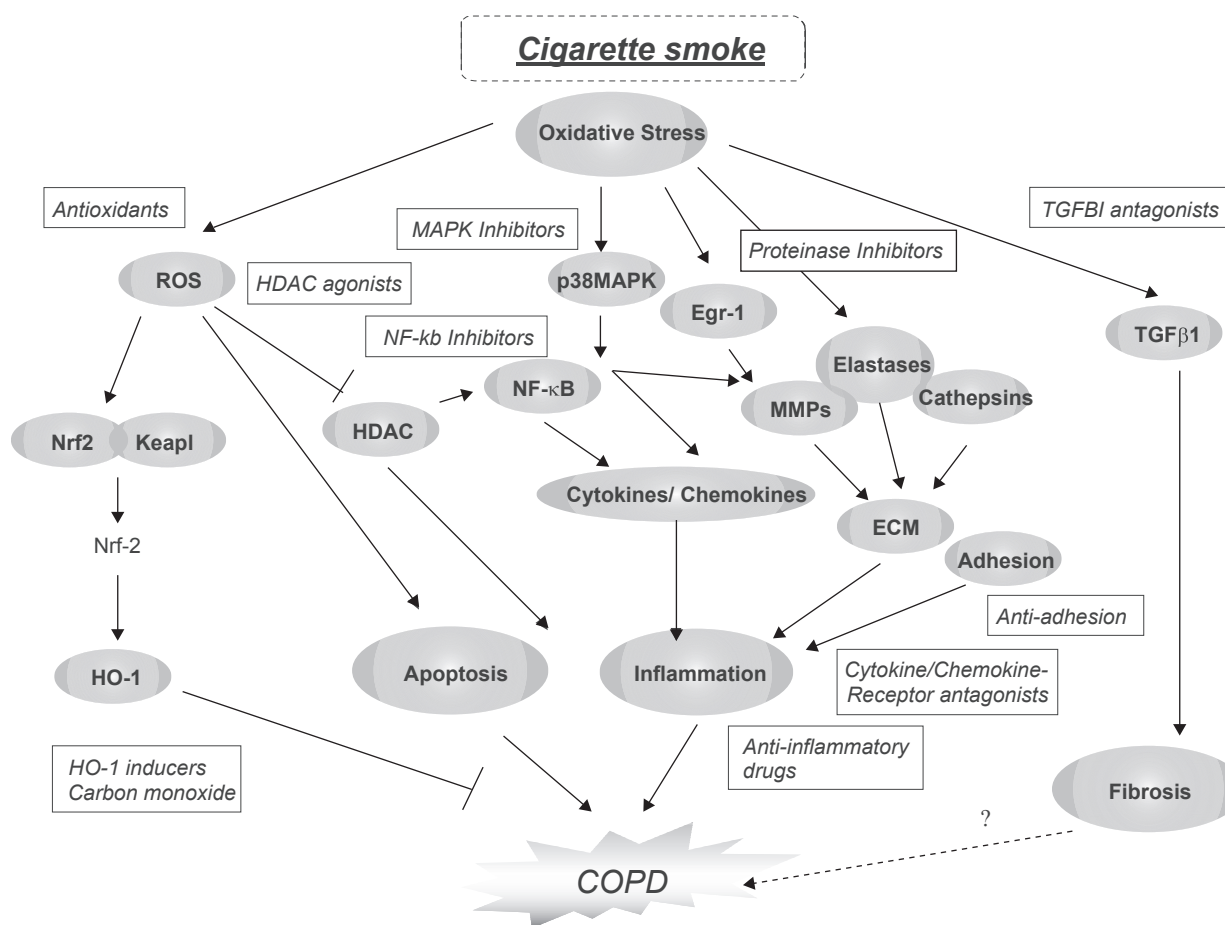 Cigarette smoke
Oxidative Stress
Antioxidants
TGFBI antagonists
MAPK Inhibitors
Proteinase Inhibitors
ROS
HDAC agonists
p38MAPK
Egr-1
TGFβ1
NF-kb Inhibitors
Elastases
NF-κB
Cathepsins
MMPs
Nrf2
Keapl
HDAC
Cytokines/ Chemokines
ECM
Nrf-2
Adhesion
Anti-adhesion
HO-1
Apoptosis
Inflammation
Cytokine/Chemokine-
Receptor antagonists
HO-1 inducers
Carbon monoxide
Anti-inflammatory
drugs
Fibrosis
?
COPD